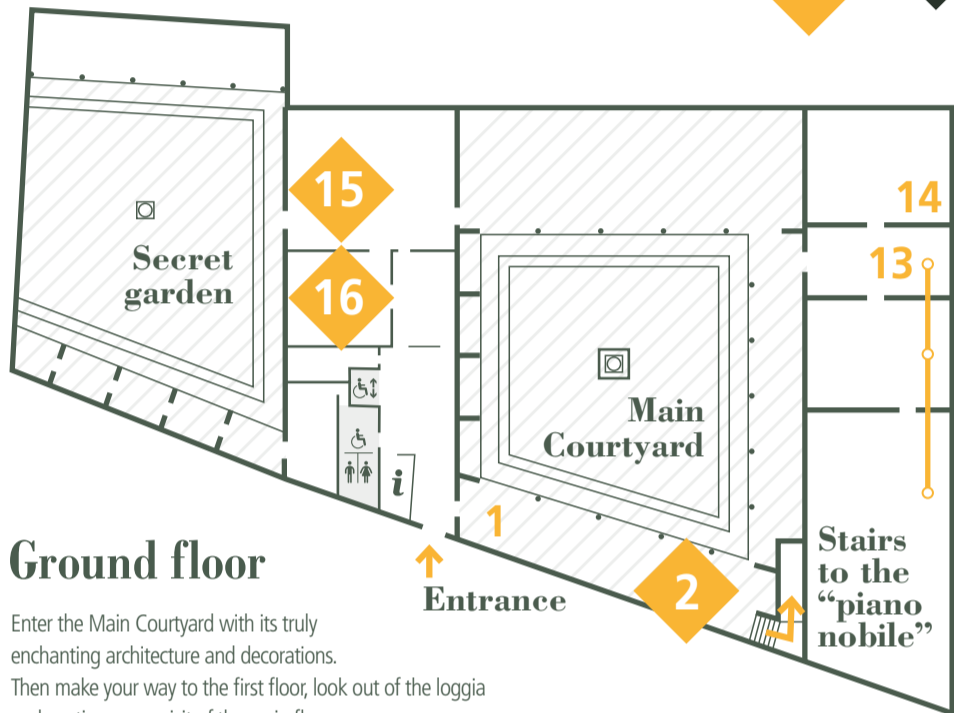 15
14
Secret
garden
13
16
Main
Courtyard
i
1
Stairs
to the
“piano
nobile”
2
Entrance
Ground floor
Enter the Main Courtyard with its truly
enchanting architecture and decorations.
Then make your way to the first floor, look out of the loggia